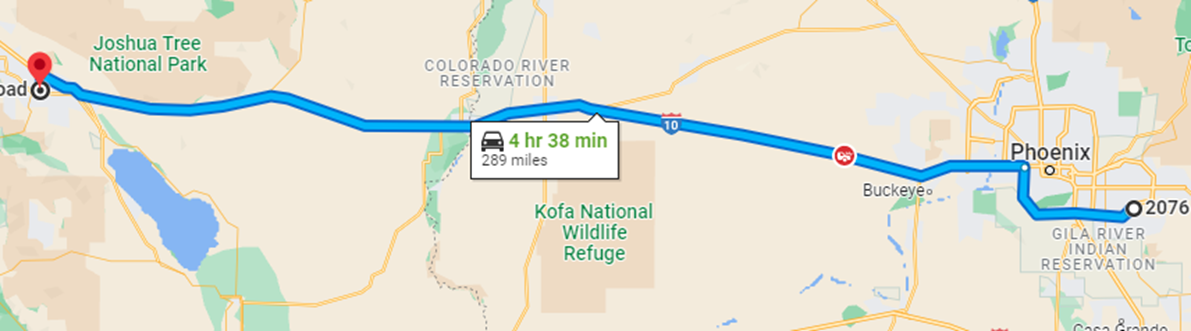 Joshua Tree
National Park
oad
COLORADO RIVER
RESERVATION
10
4 hr 38 min
289 miles
Phoenix
Buckeye
2076
Kofa National
Wildlife
Refuge
GILA RIVER
INDIAN
RESERVATION
To
Casa Grande